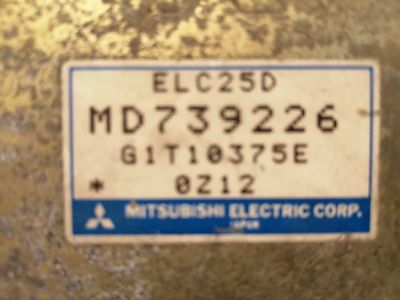 ELC25D
MD739226
G1T10375E
* 0Z12
MITSUBISHI ELECTRIC CORP.
JAPAN